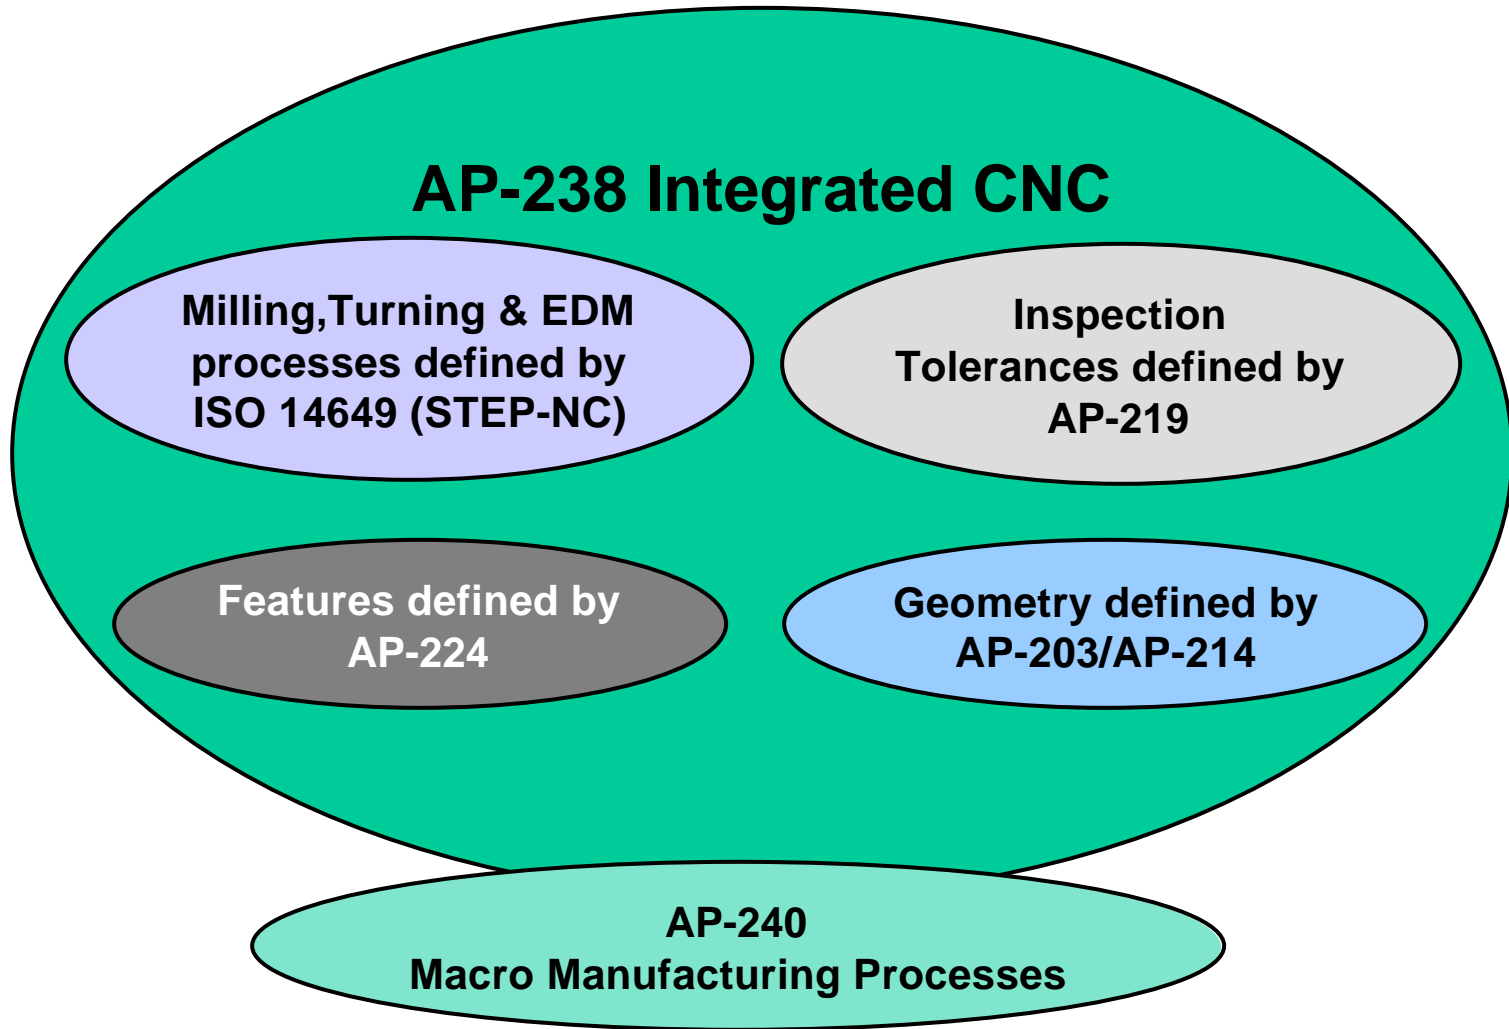 AP-238 Integrated CNC
Milling,Turning & EDM
processes defined by
ISO 14649 (STEP-NC)
Inspection
Tolerances defined by
AP-219
Features defined by
AP-224
Geometry defined by
AP-203/AP-214
AP-240
Macro Manufacturing Processes